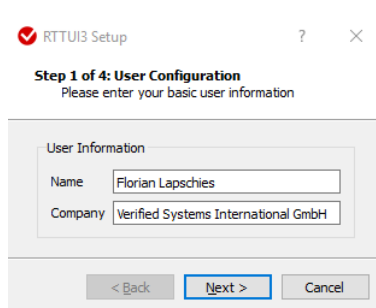 RTTUI3 Setup ?
Step 1 of 4: User Configuration
Please enter your basic user information
User Information
Name Florian Lapschies
Company Verified Systems International GmbH
< Back Next > Cancel